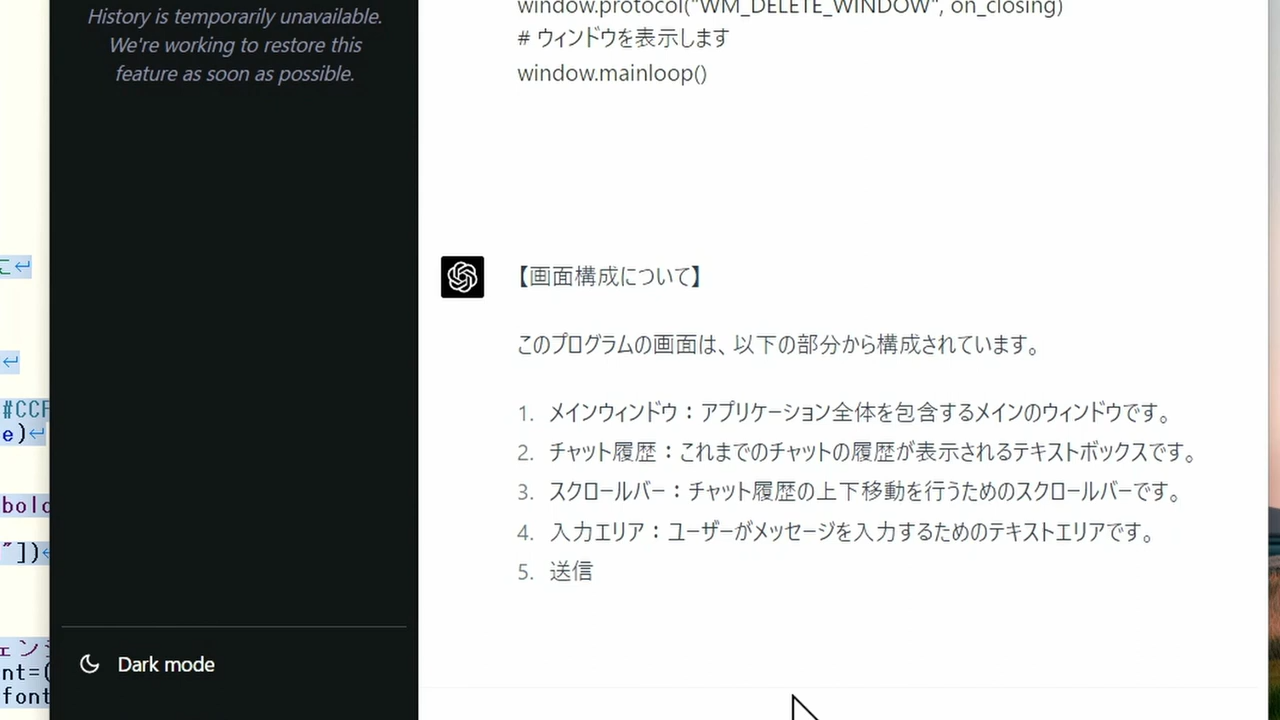 History is temporarily unavailable.
We're working to restore this
feature as soon as possible.
window.protocol("WM_DELETE_WINDOW", on_closing)
# ウィンドウを表示します
window.mainloop()
【画面構成について】
このプログラムの画面は、以下の部分から構成されています。
1. メインウィンドウ：アプリケーション全体を包含するメインのウィンドウです。
2. チャット履歴：これまでのチャットの履歴が表示されるテキストボックスです。
3. スクロールバー：チャット履歴の上下移動を行うためのスクロールバーです。
4. 入力エリア：ユーザーがメッセージを入力するためのテキストエリアです。
5. 送信
Dark mode
#CCF
e)
bold
"])
ェン
nt=(
font